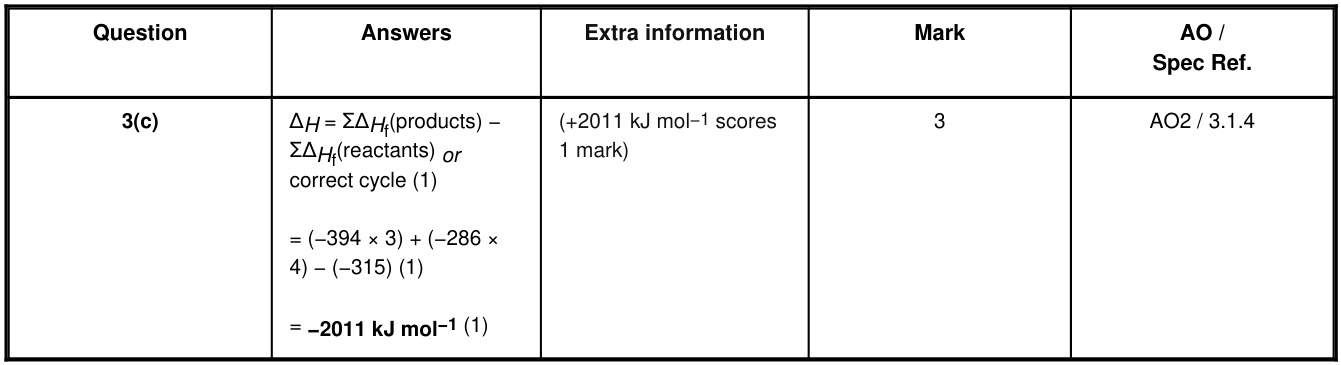 Question Answers Extra information Mark AO /
Spec Ref.
3(c) ΔH = ΣΔHf(products) − (+2011 kJ mol−1 scores 3 AO2 / 3.1.4
ΣΔHf(reactants) or 1 mark)
correct cycle (1)
= (−394 × 3) + (−286 ×
4) − (−315) (1)
= −2011 kJ mol−1 (1)